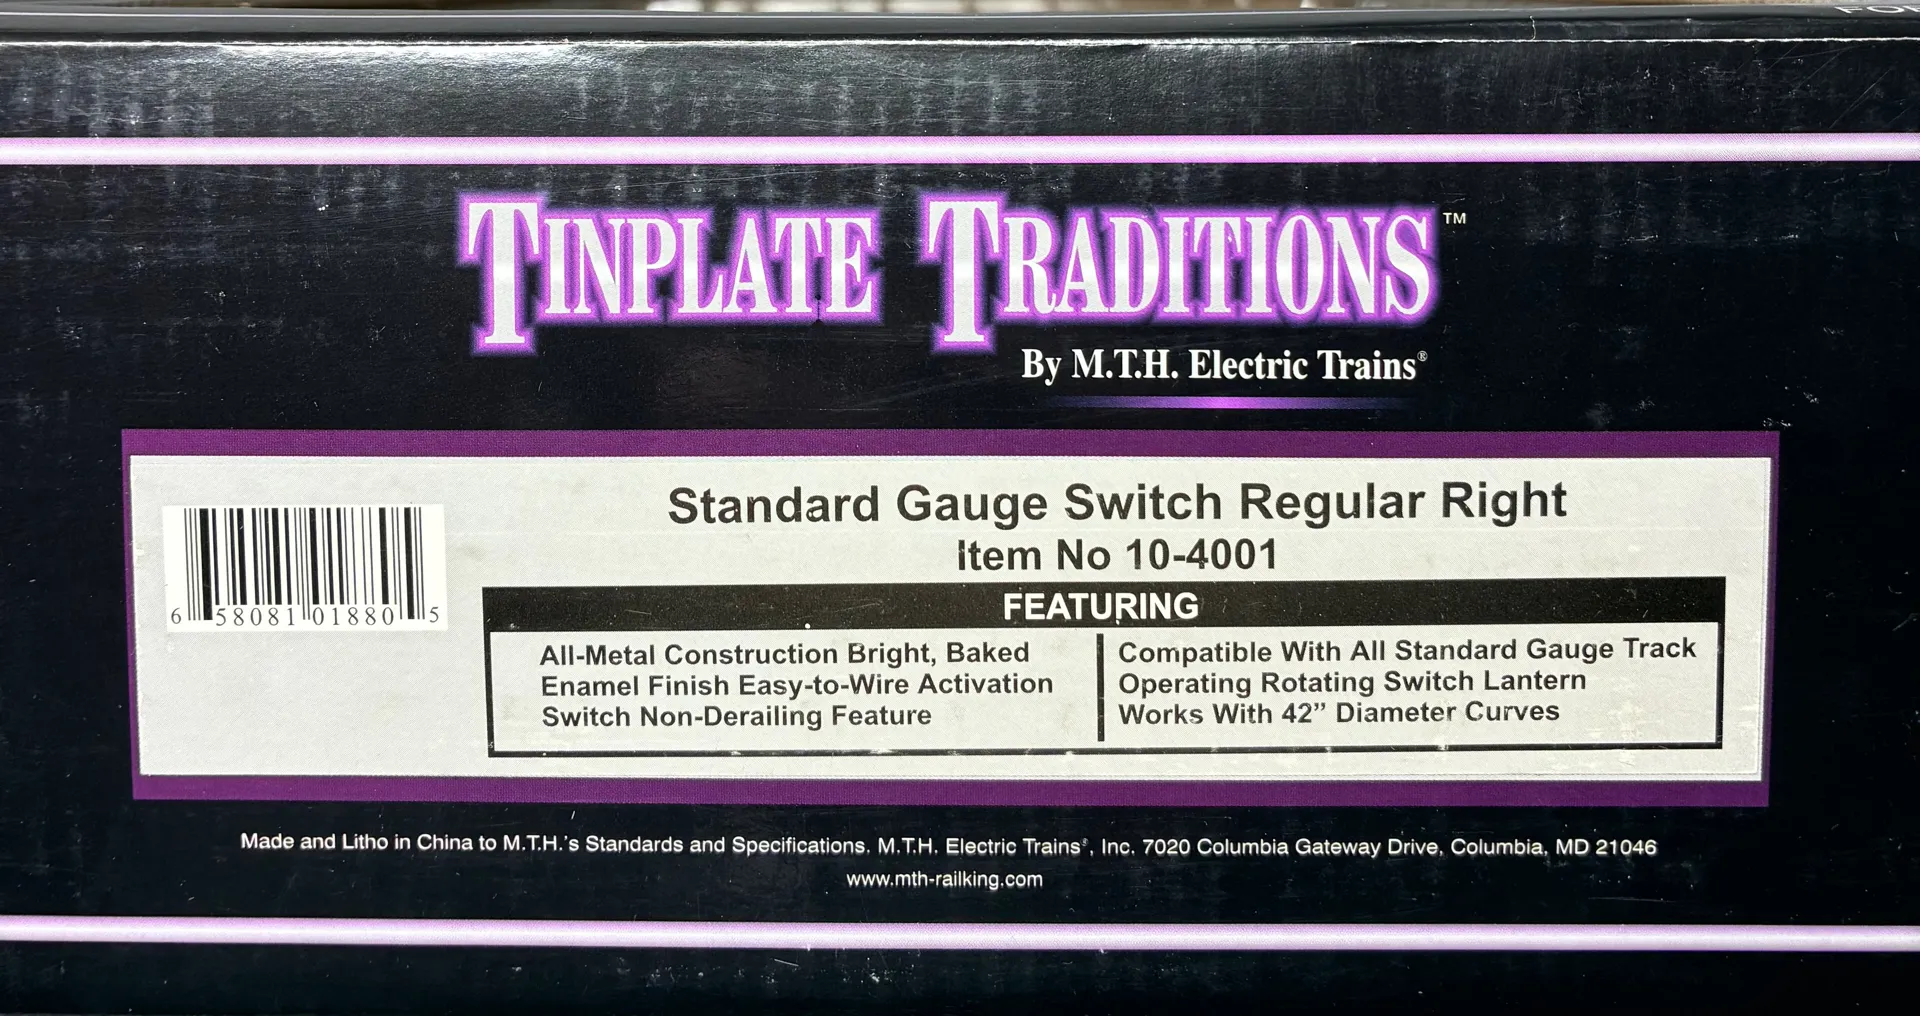 TINPLATE TRADITIONS™
By M.T.H. Electric Trains®
Standard Gauge Switch Regular Right
Item No 10-4001
6 58081 01880 5
FEATURING
All-Metal Construction Bright, Baked
Enamel Finish Easy-to-Wire Activation
Switch Non-Derailing Feature
Compatible With All Standard Gauge Track
Operating Rotating Switch Lantern
Works With 42” Diameter Curves
Made and Litho in China to M.T.H.'s Standards and Specifications. M.T.H. Electric Trains®, Inc. 7020 Columbia Gateway Drive, Columbia, MD 21046
www.mth-railking.com